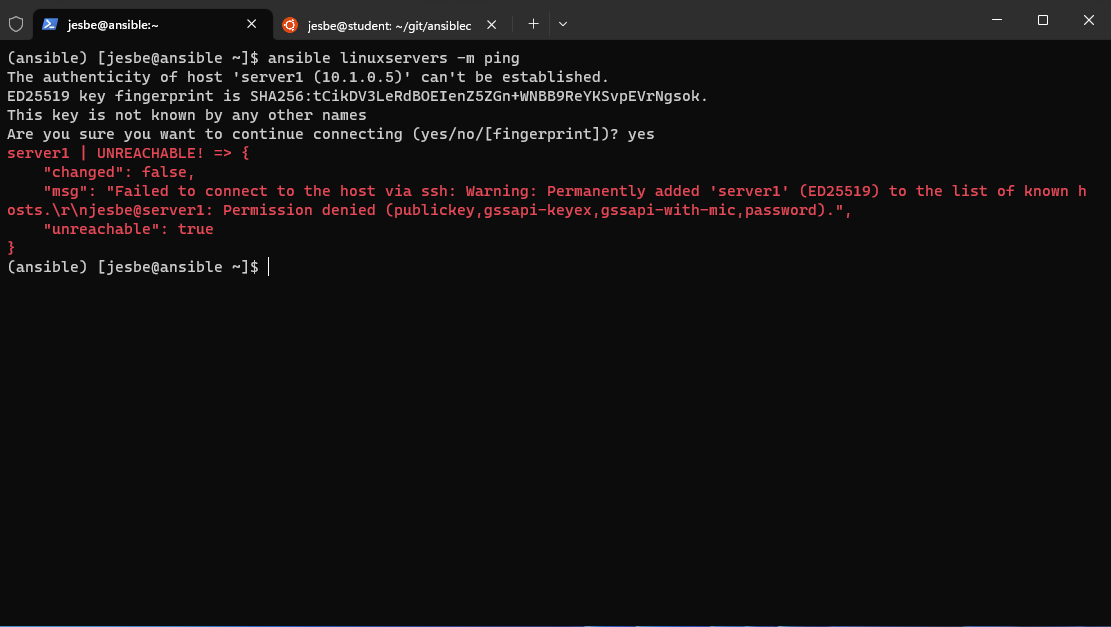 jesbe@ansible:~
jesbe@student: ~/git/ansiblec
(ansible) [jesbe@ansible ~]$ ansible linuxservers -m ping
The authenticity of host 'server1 (10.1.0.5)' can't be established.
ED25519 key fingerprint is SHA256:tCikDV3LeRdBOEIenZ5ZGn+WNBB9ReYKSvpEVrNgsok.
This key is not known by any other names
Are you sure you want to continue connecting (yes/no/[fingerprint])? yes
server1 | UNREACHABLE! => {
    "changed": false,
    "msg": "Failed to connect to the host via ssh: Warning: Permanently added 'server1' (ED25519) to the list of known h
osts.\r\njesbe@server1: Permission denied (publickey,gssapi-keyex,gssapi-with-mic,password).",
    "unreachable": true
}
(ansible) [jesbe@ansible ~]$